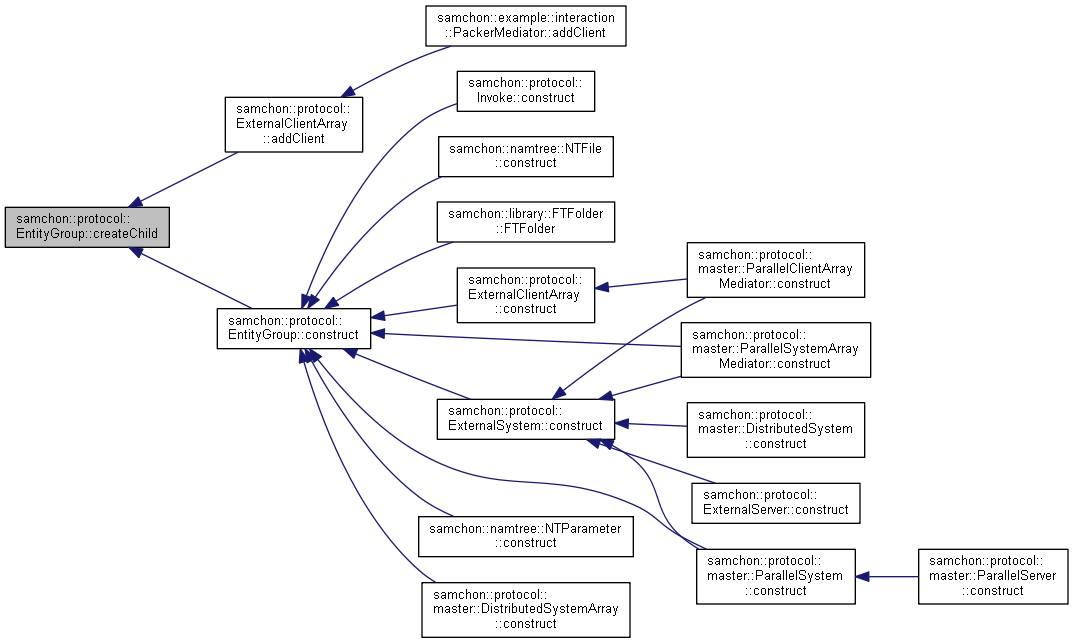 samchon::example::interaction
::PackerMediator::addClient
samchon::protocol::
Invoke::construct
samchon::protocol::
ExternalClientArray
::addClient
samchon::namtree::NTFile
::construct
samchon::protocol::
EntityGroup::createChild
samchon::library::FTFolder
::FTFolder
samchon::protocol::
master::ParallelClientArray
Mediator::construct
samchon::protocol::
ExternalClientArray
::construct
samchon::protocol::
EntityGroup::construct
samchon::protocol::
master::ParallelSystemArray
Mediator::construct
samchon::protocol::
ExternalSystem::construct
samchon::protocol::
master::DistributedSystem
::construct
samchon::protocol::
ExternalServer::construct
samchon::namtree::NTParameter
::construct
samchon::protocol::
master::ParallelSystem
::construct
samchon::protocol::
master::ParallelServer
::construct
samchon::protocol::
master::DistributedSystemArray
::construct